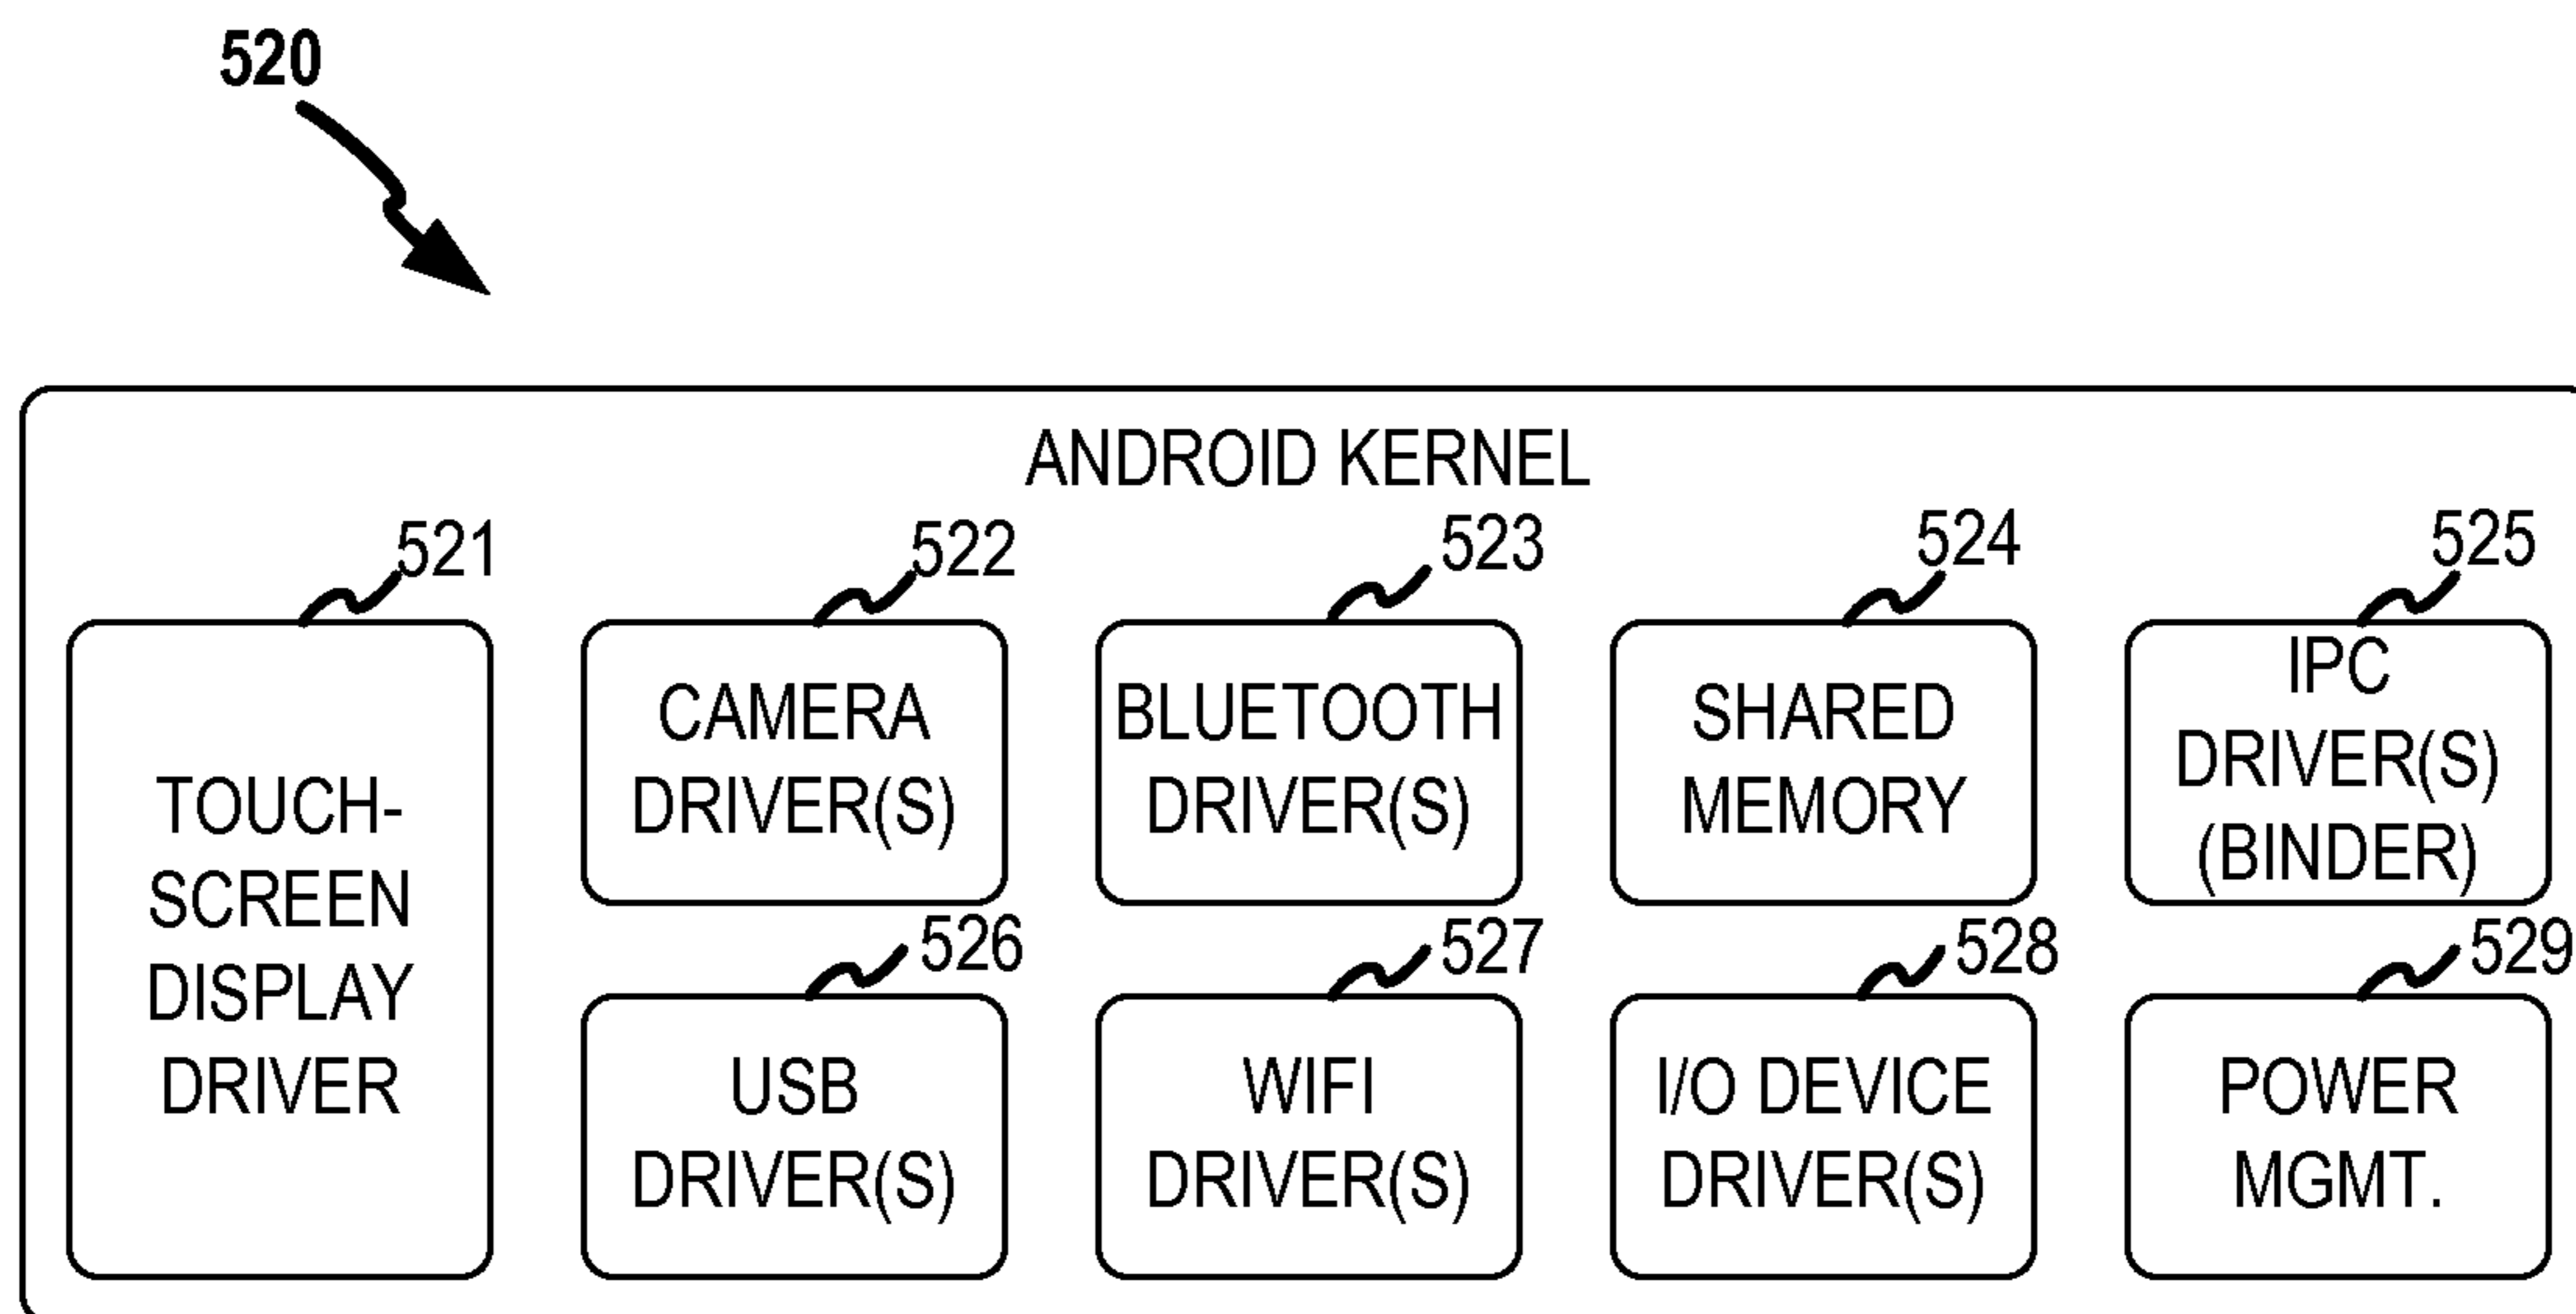 520
ANDROID KERNEL
521
522
523
524
525
TOUCH-
SCREEN
DISPLAY
DRIVER
CAMERA
DRIVER(S)
BLUETOOTH
DRIVER(S)
SHARED
MEMORY
IPC
DRIVER(S)
(BINDER)
526
527
528
529
USB
DRIVER(S)
WIFI
DRIVER(S)
I/O DEVICE
DRIVER(S)
POWER
MGMT.